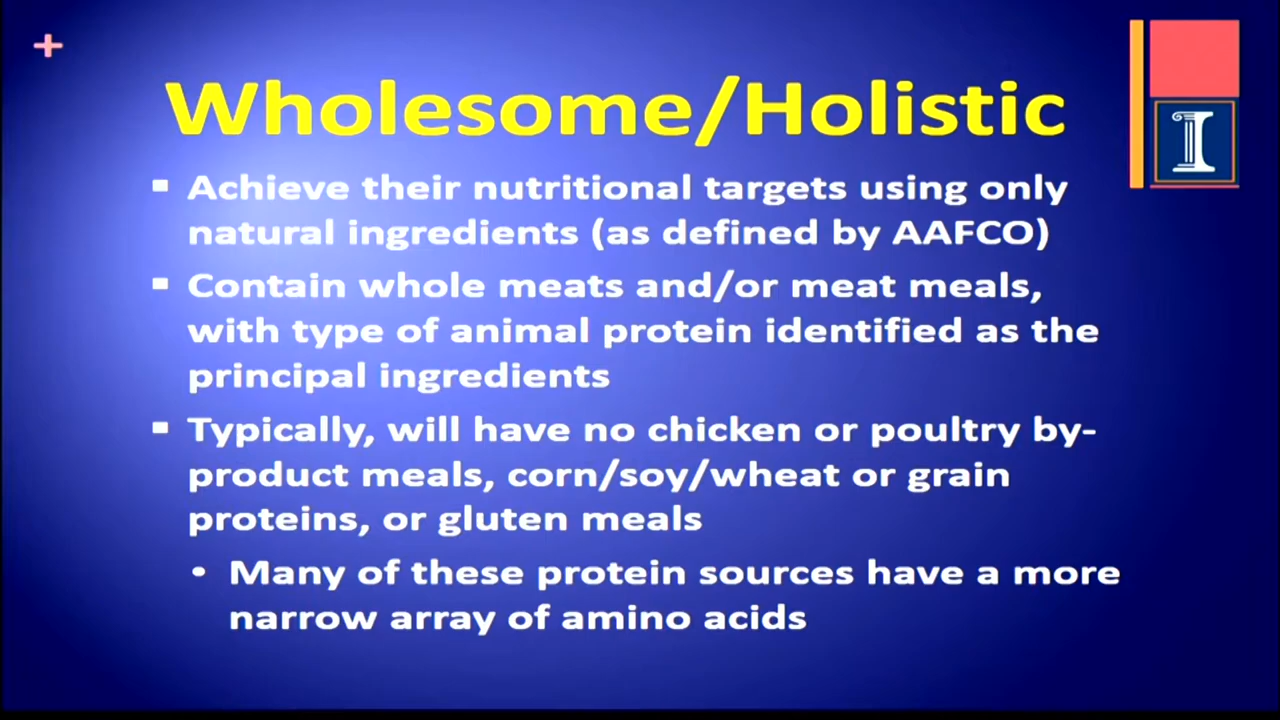 Wholesome/Holistic
▪ Achieve their nutritional targets using only
natural ingredients (as defined by AAFCO)
▪ Contain whole meats and/or meat meals,
with type of animal protein identified as the
principal ingredients
▪ Typically, will have no chicken or poultry by-
product meals, corn/soy/wheat or grain
proteins, or gluten meals
• Many of these protein sources have a more
narrow array of amino acids
I